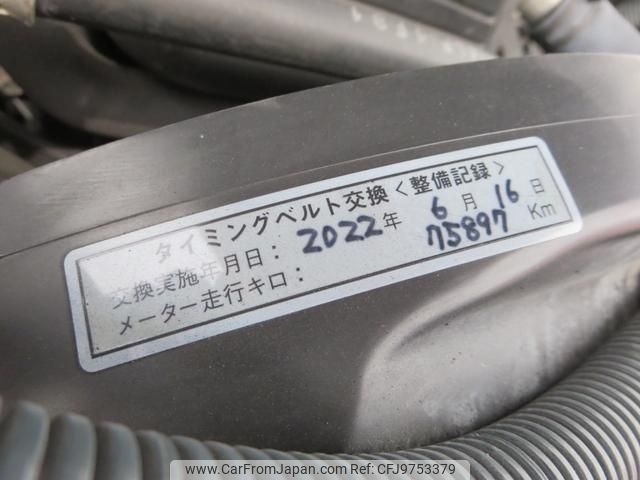 タイミングベルト交換<整備記録>
交換実施年月日: 2022年 6月 16日
メーター走行キロ: 75897 Km
www.CarFromJapan.com | Photo ID: CFJ9753379